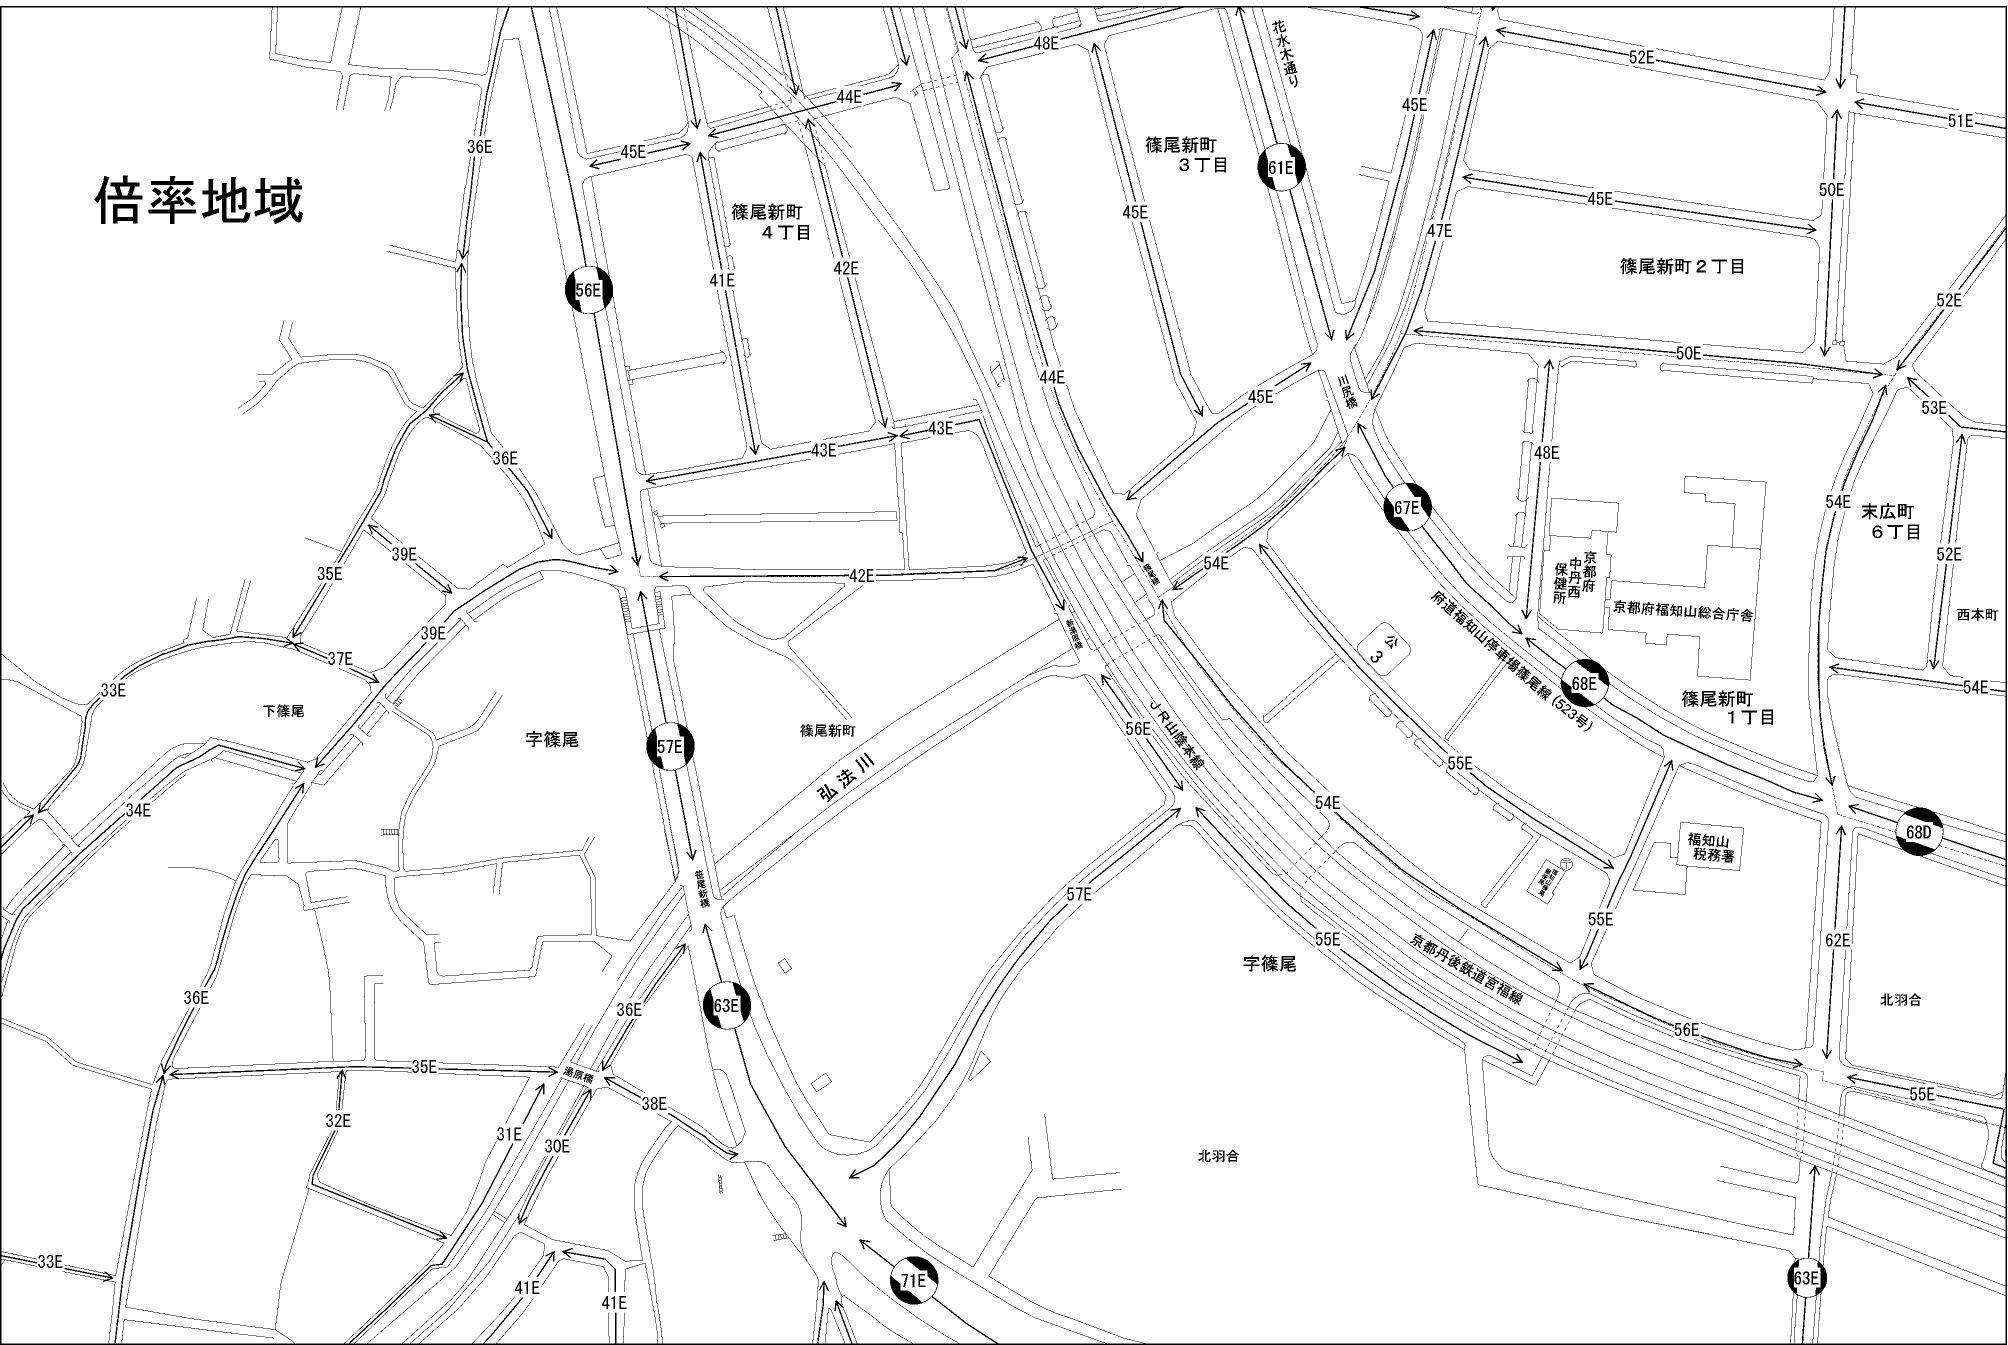 48E
52E
花水木通り
36E
44E
45E
51E
45E
篠尾新町
３丁目
61E
倍率地域
50E
45E
篠尾新町
４丁目
45E
47E
41E
42E
篠尾新町２丁目
56E
52E
50E
44E
川尻橋
45E
53E
43E
43E
48E
36E
54E
67E
末広町
６丁目
39E
35E
42E
54E
52E
京都府
中丹西
保健所
京都府福知山総合庁舎
西本町
府道福知山停車場篠尾線(523号)
公
3
39E
37E
33E
68E
54E
下篠尾
字篠尾
57E
篠尾新町
56E
JR山陰本線
篠尾新町
１丁目
弘法川
55E
34E
54E
68D
福知山
税務署
笹尾新橋
57E
55E
55E
62E
京都丹後鉄道宮福線
字篠尾
36E
36E
63E
北羽合
56E
35E
湯原橋
38E
55E
32E
31E
30E
北羽合
33E
41E
41E
71E
63E